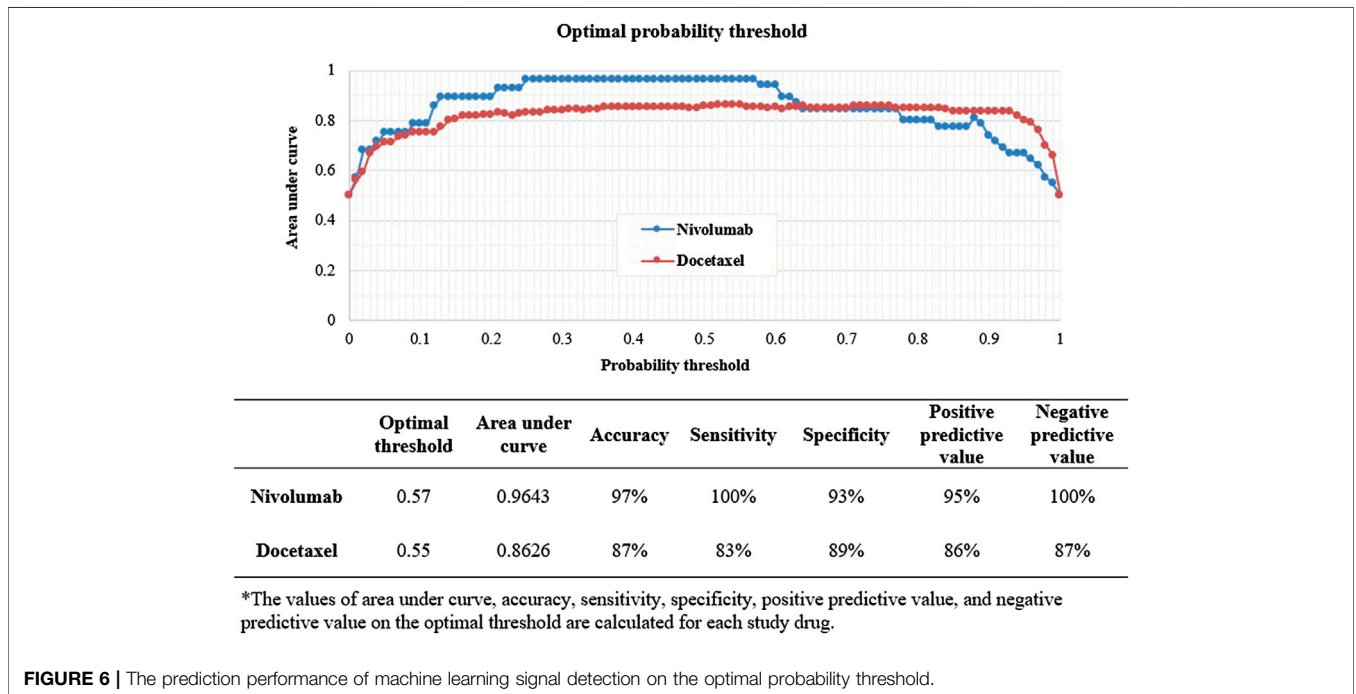 Optimal probability threshold
Area under curve
1
0.8
0.6
0.4
0.2
0
Nivolumab
Docetaxel
0 0.1 0.2 0.3 0.4 0.5 0.6 0.7 0.8 0.9 1
Probability threshold
Optimal threshold Area under curve Accuracy Sensitivity Specificity Positive predictive value Negative predictive value
Nivolumab 0.57 0.9643 97% 100% 93% 95% 100%
Docetaxel 0.55 0.8626 87% 83% 89% 86% 87%
*The values of area under curve, accuracy, sensitivity, specificity, positive predictive value, and negative
predictive value on the optimal threshold are calculated for each study drug.
FIGURE 6 | The prediction performance of machine learning signal detection on the optimal probability threshold.